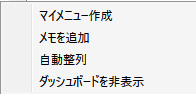 マイメニュー作成
メモを追加
自動整列
ダッシュボードを非表示